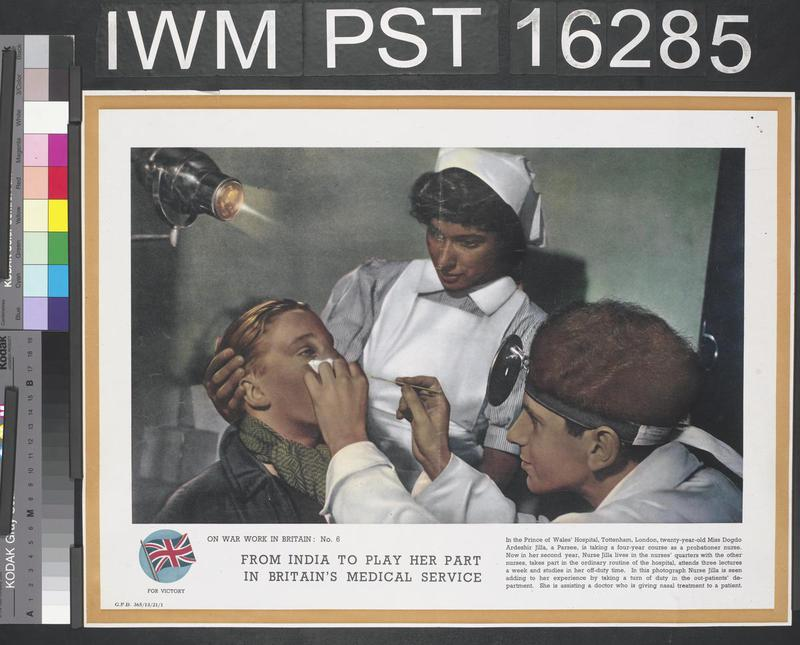 IWM PST 16285
ON WAR WORK IN BRITAIN: No. 6
FROM INDIA TO PLAY HER PART
IN BRITAIN'S MEDICAL SERVICE
FOR VICTORY
G.P.D. 365/13/21/1
In the Prince of Wales' Hospital, Tottenham, London, twenty-year-old Miss Dogdo
Ardeshir Jilla, a Parsee, is taking a four-year course as a probationer nurse.
Now in her second year, Nurse Jilla lives in the nurses' quarters with the other
nurses, takes part in the ordinary routine of the hospital, attends three lectures
a week and studies in her off-duty time. In this photograph Nurse Jilla is seen
adding to her experience by taking a turn of duty in the out-patients' de-
partment. She is assisting a doctor who is giving nasal treatment to a patient.
Black
3/Color
White
Magenta
Red
Yellow
Green
Cyan
Blue
Kodak
KODAK Gray
A 1 2 3 4 5 6 M 8 9 10 11 12 13 14 15 B 17 18